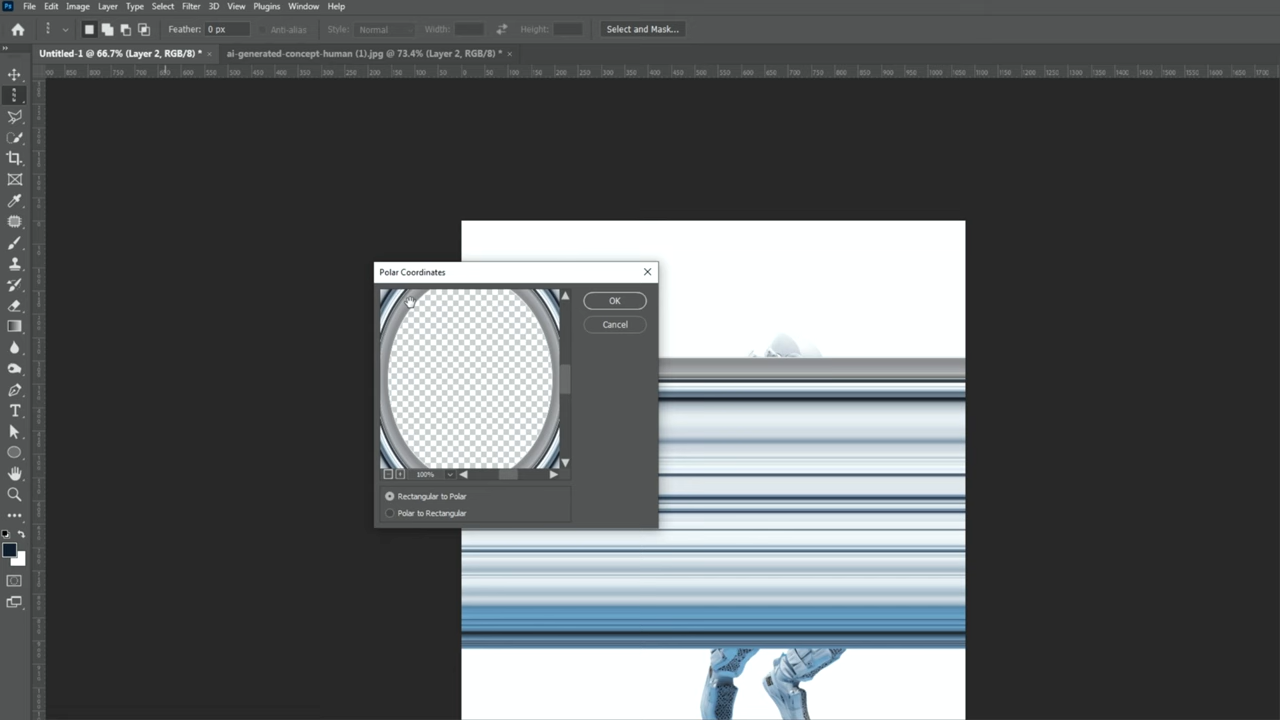 Ps File Edit Image Layer Type Select Filter 3D View Plugins Window Help
Feather: 0 px Anti-alias Style: Normal Width: Height: Select and Mask...
Untitled-1 @ 66.7% (Layer 2, RGB/8) * × ai-generated-concept-human (1).jpg @ 73.4% (Layer 2, RGB/8) * ×
Polar Coordinates
OK
Cancel
100%
Rectangular to Polar
Polar to Rectangular